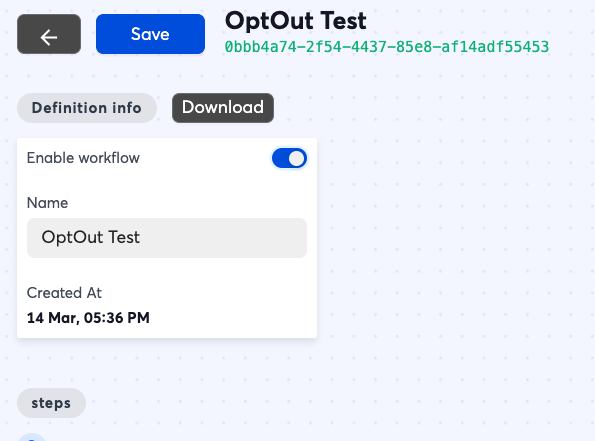 OptOut Test
Save
0bbb4a74-2f54-4437-85e8-af14adf55453
Definition info
Download
Enable workflow
Name
OptOut Test
Created At
14 Mar, 05:36 PM
steps